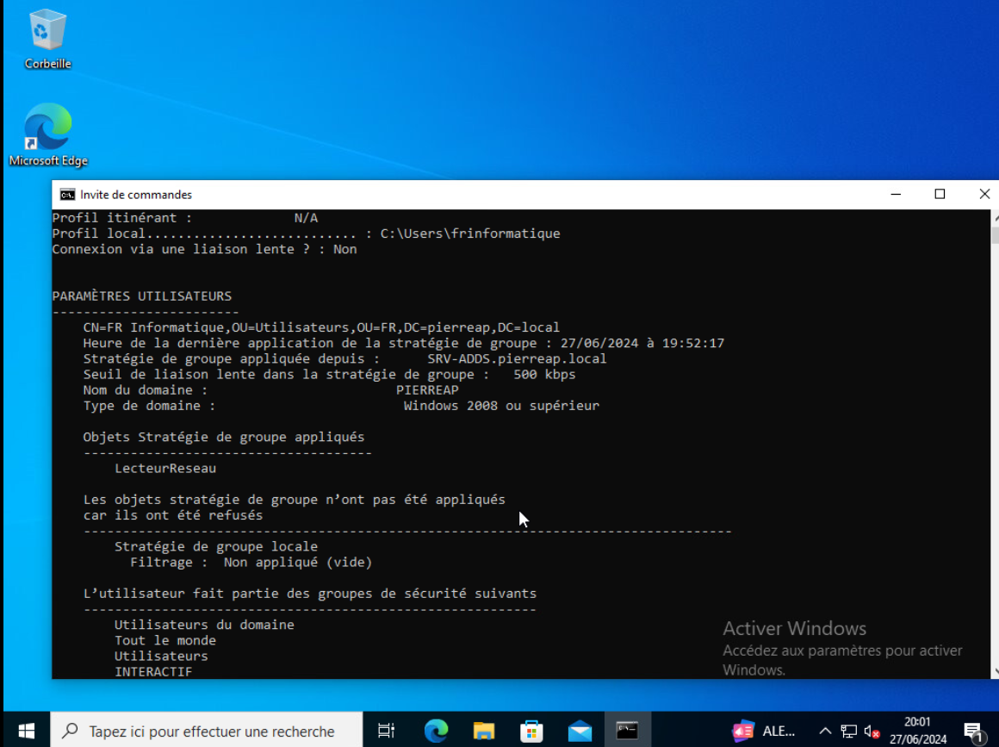 Corbeille
Microsoft Edge
Invite de commandes
Profil itinérant : N/A
Profil local........................... : C:\Users\frinformatique
Connexion via une liaison lente ? : Non
PARAMÈTRES UTILISATEURS
------------------------
CN=FR Informatique,OU=Utilisateurs,OU=FR,DC=pierreap,DC=local
Heure de la dernière application de la stratégie de groupe : 27/06/2024 à 19:52:17
Stratégie de groupe appliquée depuis : SRV-ADDS.pierreap.local
Seuil de liaison lente dans la stratégie de groupe : 500 kbps
Nom du domaine : PIERREAP
Type de domaine : Windows 2008 ou supérieur
Objets Stratégie de groupe appliqués
-------------------------------------
LecteurReseau
Les objets stratégie de groupe n’ont pas été appliqués
car ils ont été refusés
-----------------------------------------------------------------------------------
Stratégie de groupe locale
Filtrage : Non appliqué (vide)
L’utilisateur fait partie des groupes de sécurité suivants
----------------------------------------------------------
Utilisateurs du domaine
Tout le monde
Utilisateurs
INTERACTIF
Activer Windows
Accédez aux paramètres pour activer
Windows.
Tapez ici pour effectuer une recherche
ALE...
20:01
27/06/2024
1